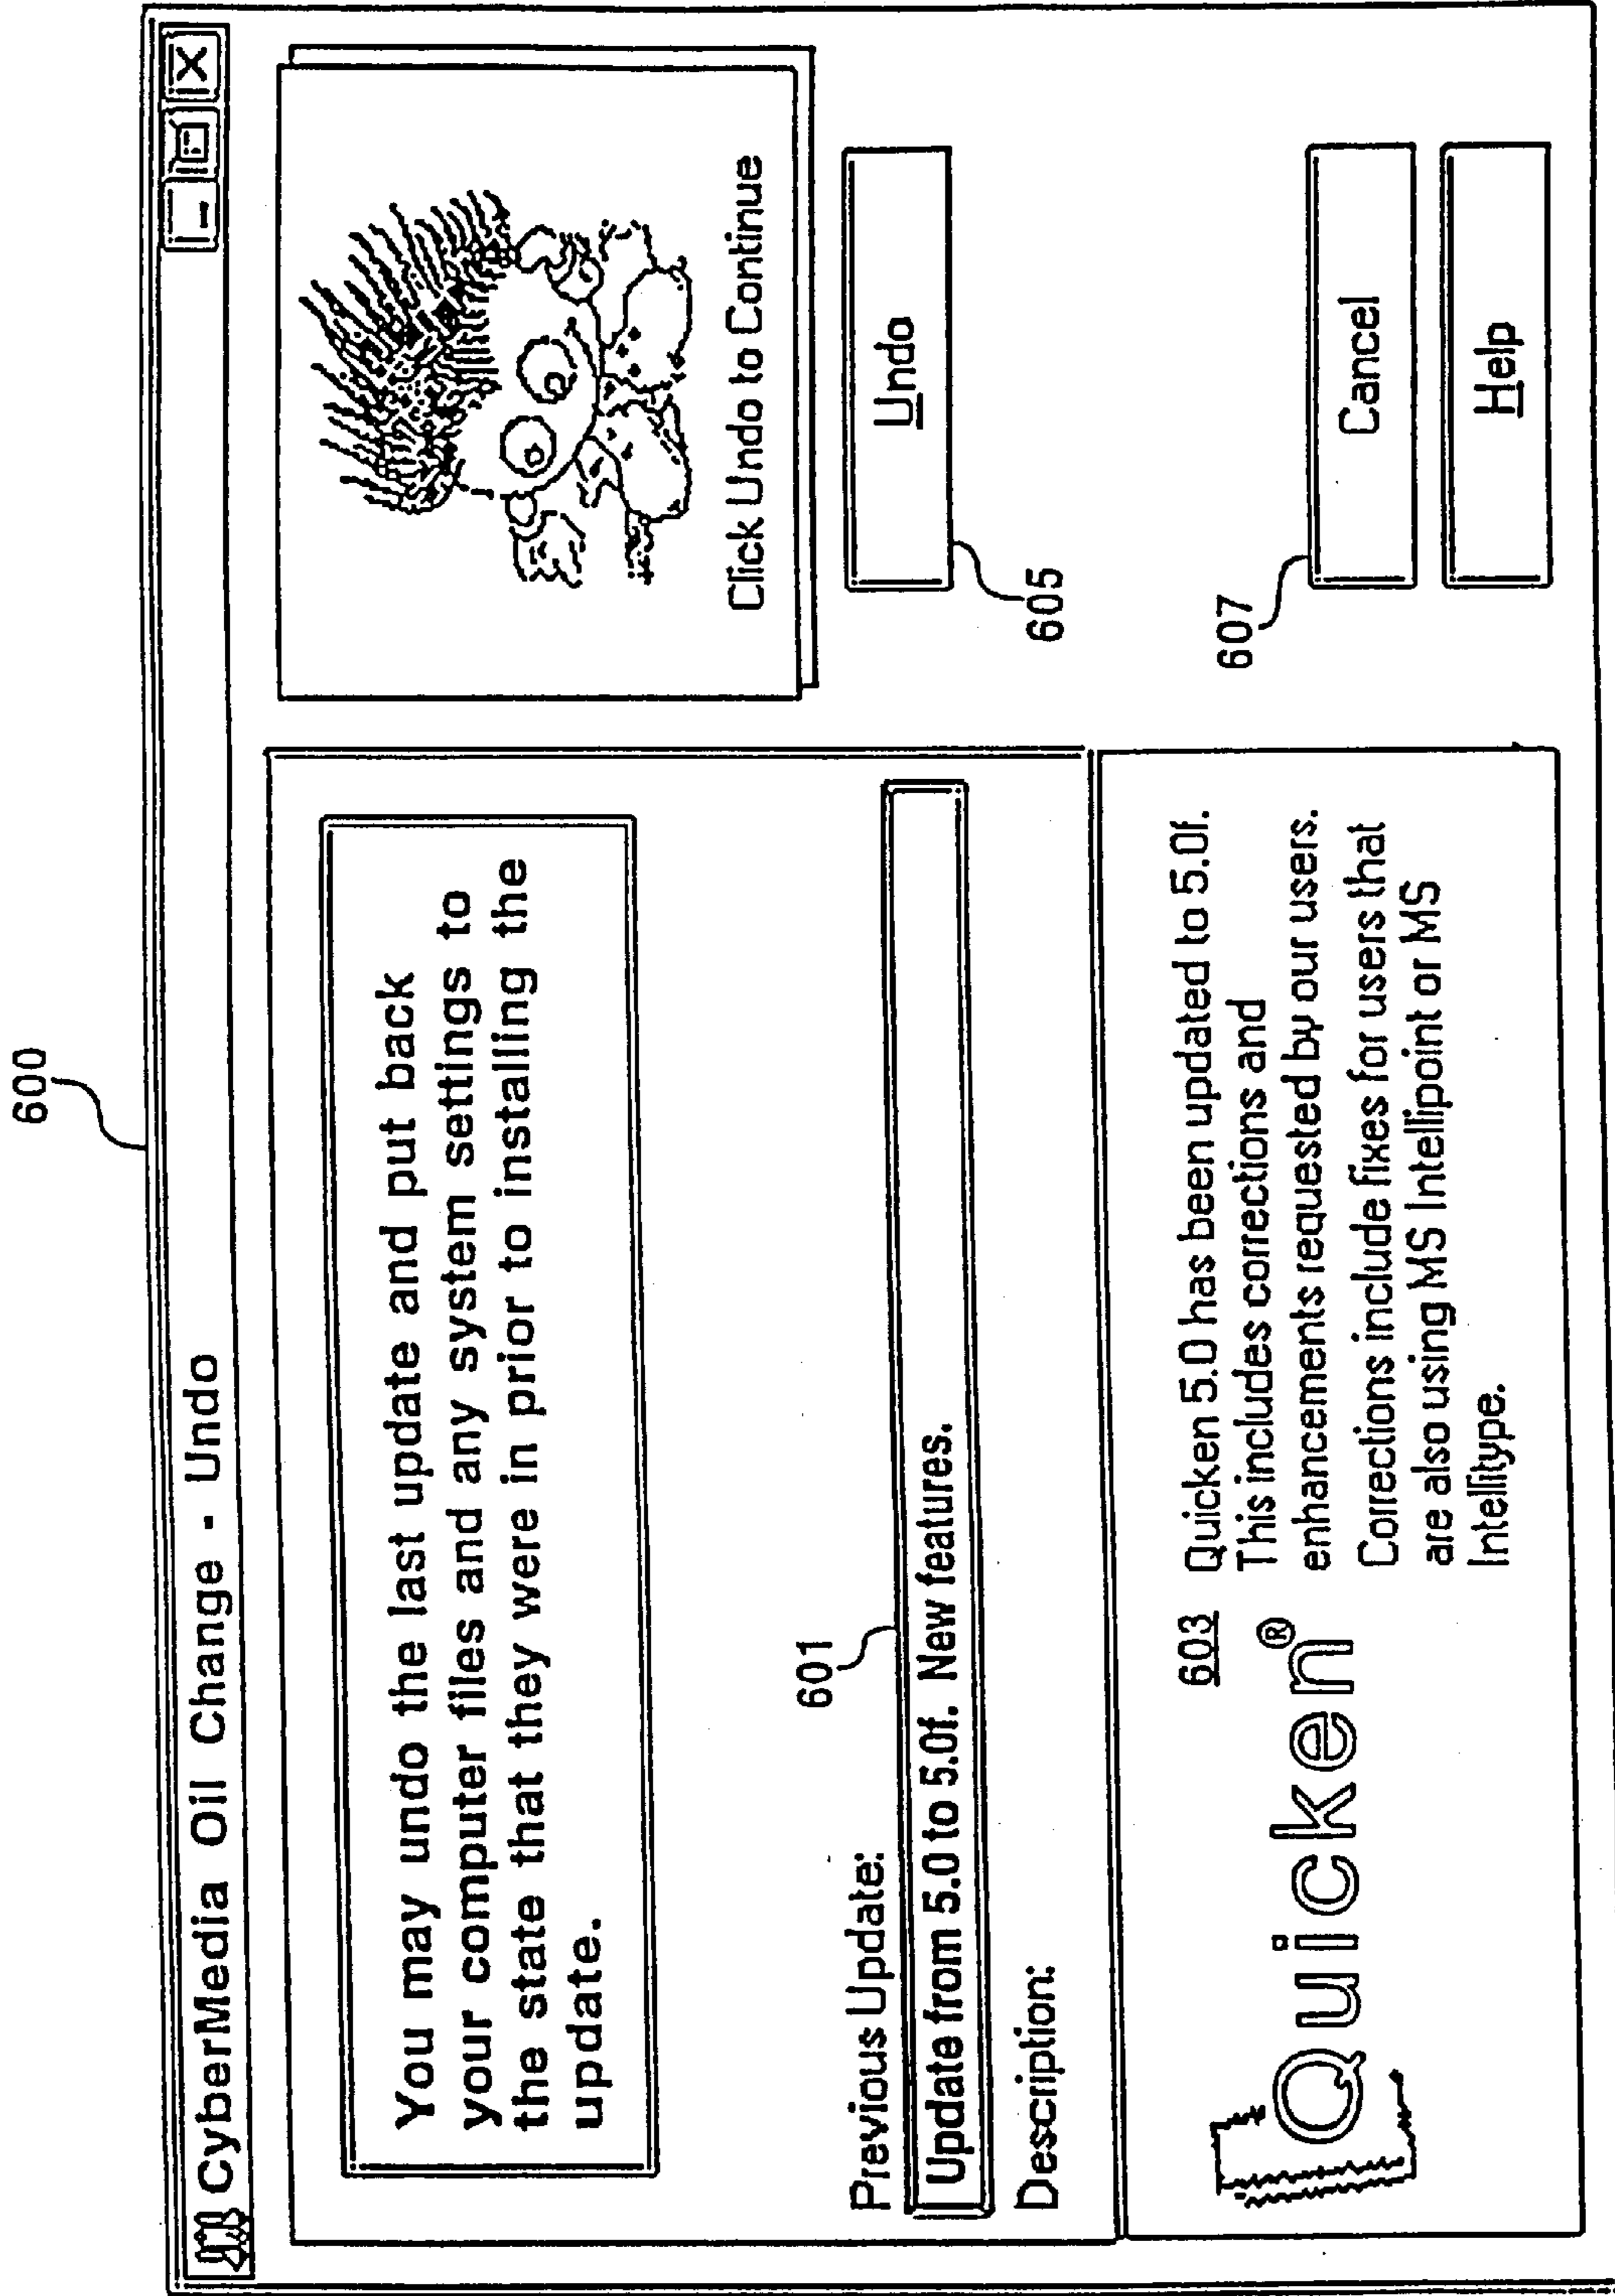 600
CyberMedia Oil Change - Undo
You may undo the last update and put back
your computer files and any system settings to
the state that they were in prior to installing the
update.
601
Previous Update:
Update from 5.0 to 5.0f. New features.
Description:
603
Quicken®
Quicken 5.0 has been updated to 5.0f.
This includes corrections and
enhancements requested by our users.
Corrections include fixes for users that
are also using MS Intellipoint or MS
Intellitype.
Click Undo to Continue
Undo
605
607
Cancel
Help